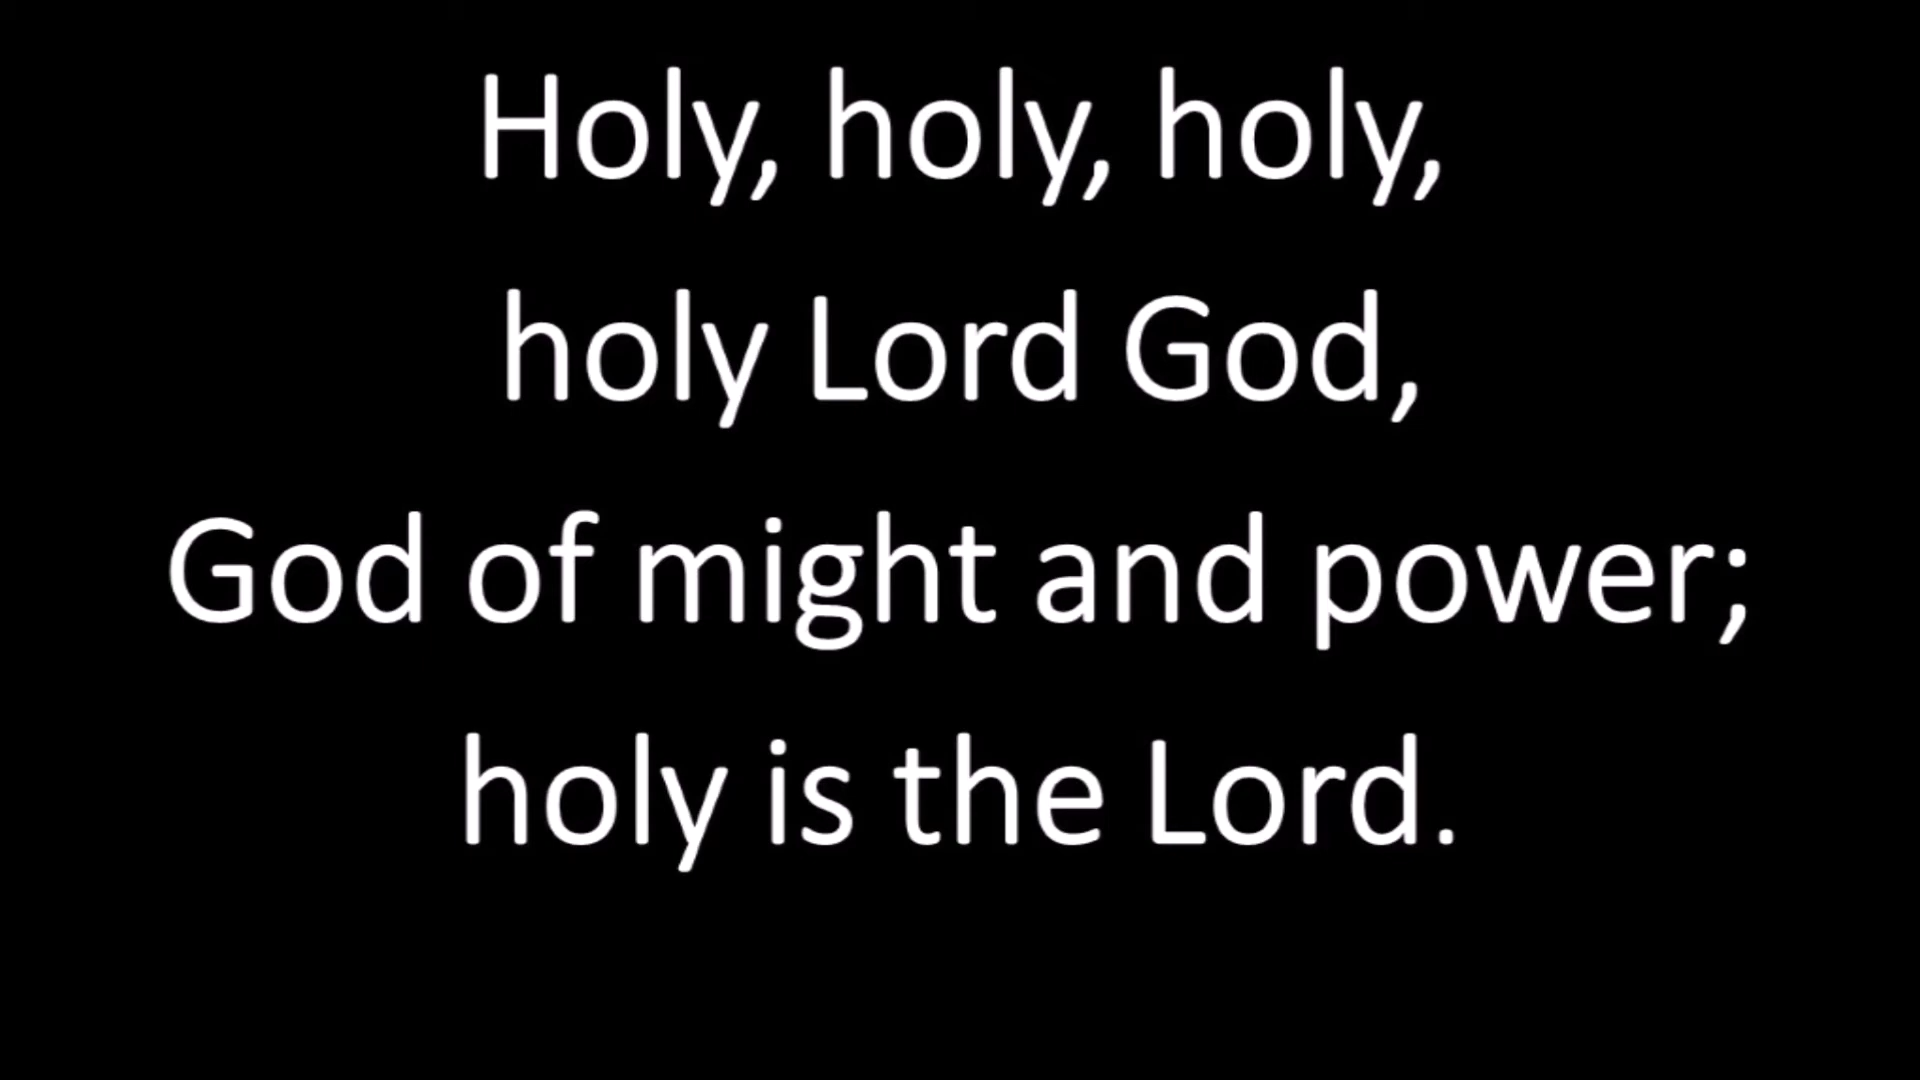 Holy, holy, holy,
holy Lord God,
God of might and power;
holy is the Lord.